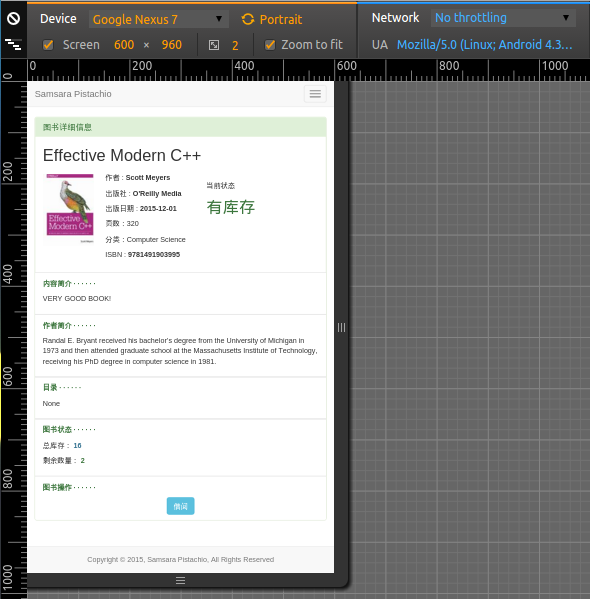 Device Google Nexus 7 Portrait Network No throttling
Screen 600 × 960 2 Zoom to fit UA Mozilla/5.0 (Linux; Android 4.3...
0 200 400 600 800 1000
0
200
400
600
800
1000
Samsara Pistachio
图书详细信息
Effective Modern C++
Effective
Modern C++
作者 : Scott Meyers
出版社 : O'Reilly Media
出版日期 : 2015-12-01
页数 : 320
分类 : Computer Science
ISBN : 9781491903995
当前状态
有库存
内容简介 · · · · · ·
VERY GOOD BOOK!
作者简介 · · · · · ·
Randal E. Bryant received his bachelor's degree from the University of Michigan in
1973 and then attended graduate school at the Massachusetts Institute of Technology,
receiving his PhD degree in computer science in 1981.
目录 · · · · · ·
None
图书状态 · · · · · ·
总库存 : 16
剩余数量 : 2
图书操作 · · · · · ·
借阅
Copyright © 2015, Samsara Pistachio, All Rights Reserved